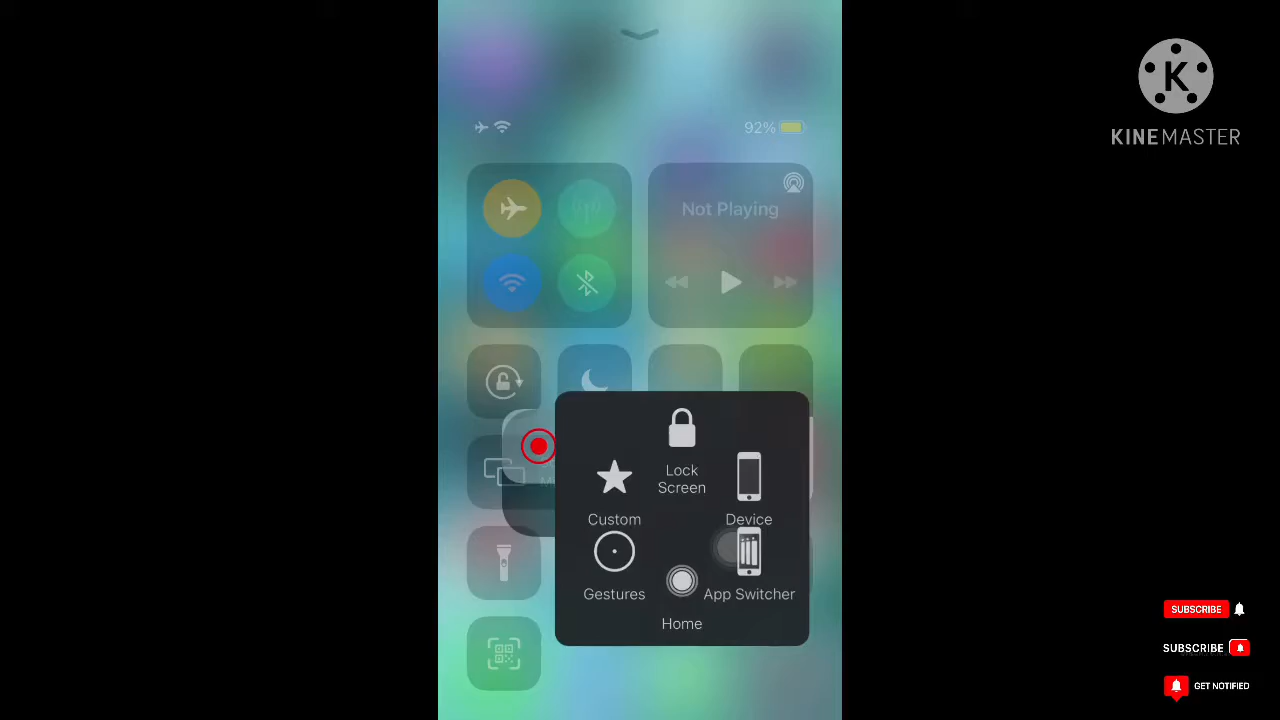 KINEMASTER
92%
Not Playing
Lock
Screen
Custom
Device
Gestures
App Switcher
Home
SUBSCRIBE
SUBSCRIBE
GET NOTIFIED